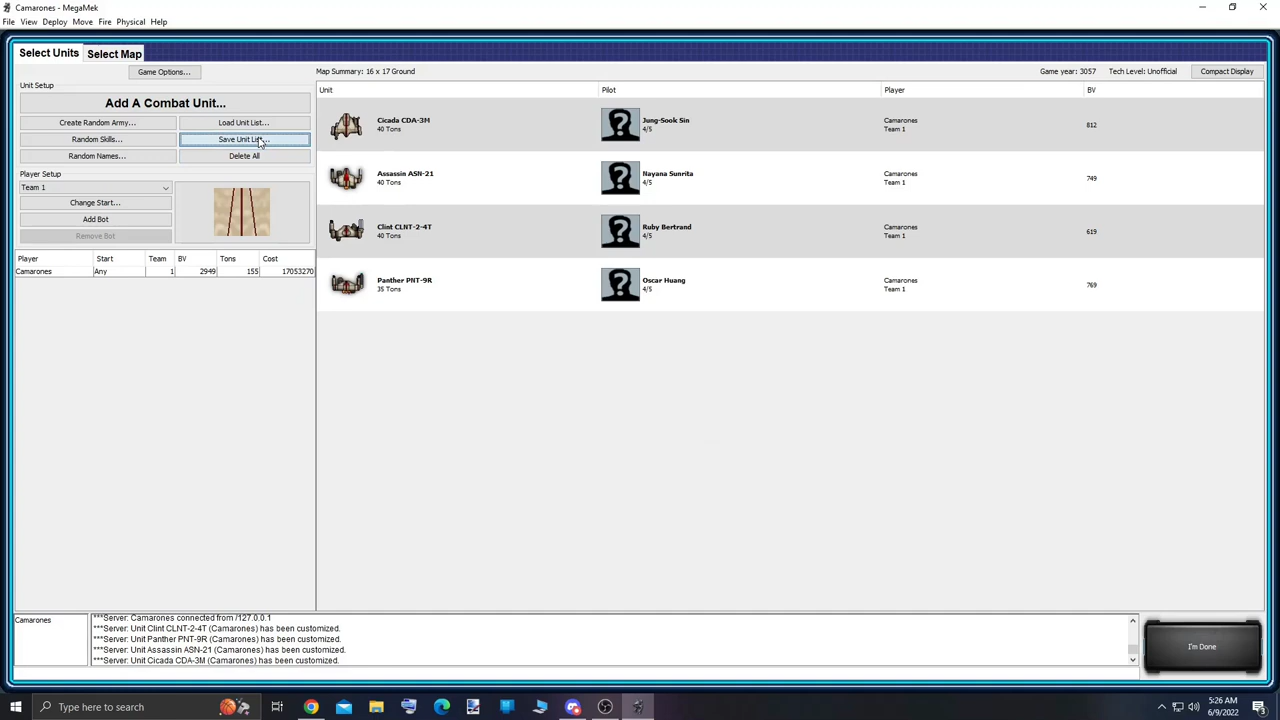 Camarones - MegaMek
File View Deploy Move Fire Physical Help
Select Units Select Map
Game Options... Map Summary: 16 x 17 Ground Game year: 3057 Tech Level: Unofficial Compact Display
Unit Setup
Unit Pilot Player BV
Add A Combat Unit...
Create Random Army... Load Unit List...
Random Skills... Save Unit List...
Random Names... Delete All
Cicada CDA-3M Jung-Sook Sin Camarones
40 Tons 4/5 Team 1 812
Assassin ASN-21 Nayana Sunrita Camarones
40 Tons 4/5 Team 1 749
Clint CLNT-2-4T Ruby Bertrand Camarones
40 Tons 4/5 Team 1 619
Panther PNT-9R Oscar Huang Camarones
35 Tons 4/5 Team 1 769
Player Setup
Team 1
Change Start...
Add Bot
Remove Bot
Player Start Team BV Tons Cost
Camarones Any 1 2949 155 17053270
Camarones
***Server: Camarones connected from /127.0.0.1
***Server: Unit Clint CLNT-2-4T (Camarones) has been customized.
***Server: Unit Panther PNT-9R (Camarones) has been customized.
***Server: Unit Assassin ASN-21 (Camarones) has been customized.
***Server: Unit Cicada CDA-3M (Camarones) has been customized.
I'm Done
Type here to search
5:26 AM
6/9/2022
3